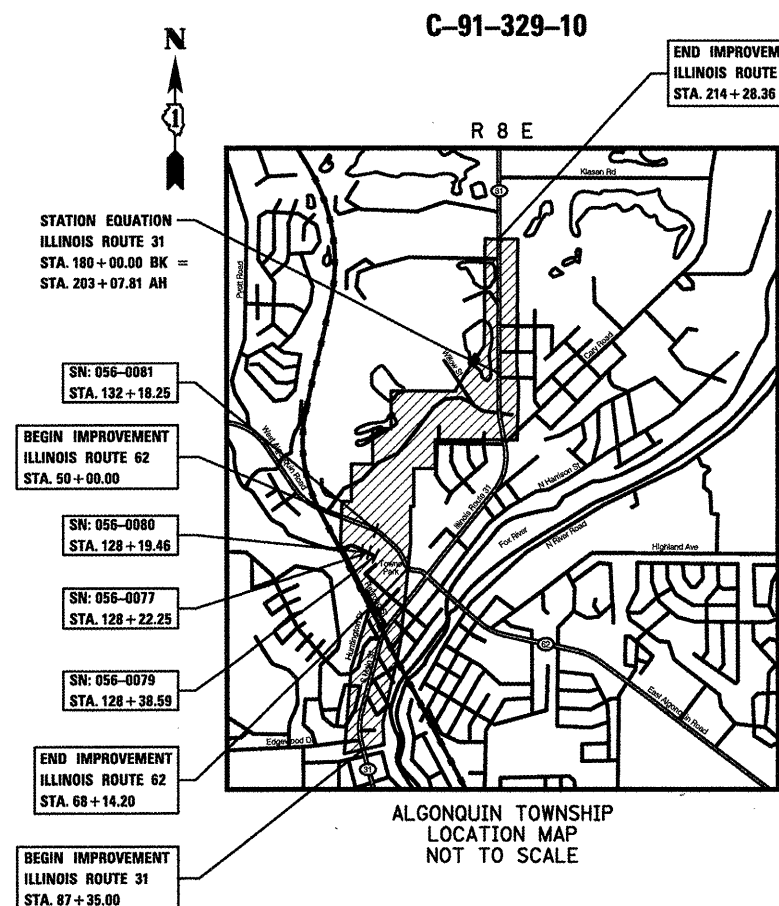 C-91-329-10
N
1
END IMPROVEM
ILLINOIS ROUTE
STA. 214+28.36
R 8 E
STATION EQUATION
ILLINOIS ROUTE 31
STA. 180+00.00 BK =
STA. 203+07.81 AH
SN: 056-0081
STA. 132+18.25
BEGIN IMPROVEMENT
ILLINOIS ROUTE 62
STA. 50+00.00
SN: 056-0080
STA. 128+19.46
SN: 056-0077
STA. 128+22.25
SN: 056-0079
STA. 128+38.59
END IMPROVEMENT
ILLINOIS ROUTE 62
STA. 68+14.20
BEGIN IMPROVEMENT
ILLINOIS ROUTE 31
STA. 87+35.00
31
Klasen Rd
Pyott Road
Willow St
Cary Road
West Algonquin Road
N Harrison St
Illinois Route 31
Fox River
N River Road
Highland Ave
Towne
Park
Huntington Dr
S Main St
62
East Algonquin Road
Edgewood D
31
ALGONQUIN TOWNSHIP
LOCATION MAP
NOT TO SCALE